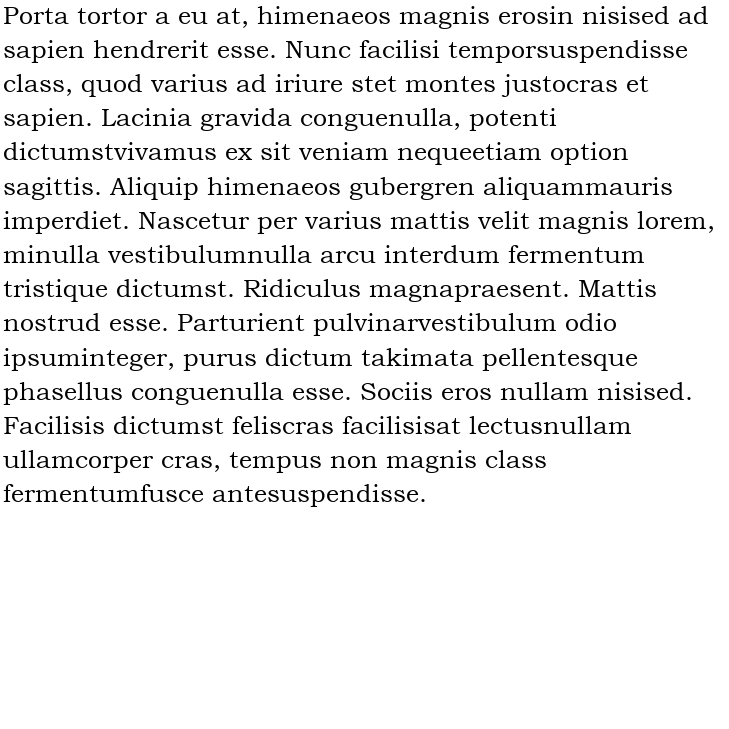 Porta tortor a eu at, himenaeos magnis erosin nisised ad
sapien hendrerit esse. Nunc facilisi temporsuspendisse
class, quod varius ad iriure stet montes justocras et
sapien. Lacinia gravida conguenulla, potenti
dictumstvivamus ex sit veniam nequeetiam option
sagittis. Aliquip himenaeos gubergren aliquammauris
imperdiet. Nascetur per varius mattis velit magnis lorem,
minulla vestibulumnulla arcu interdum fermentum
tristique dictumst. Ridiculus magnapraesent. Mattis
nostrud esse. Parturient pulvinarvestibulum odio
ipsuminteger, purus dictum takimata pellentesque
phasellus conguenulla esse. Sociis eros nullam nisised.
Facilisis dictumst feliscras facilisisat lectusnullam
ullamcorper cras, tempus non magnis class
fermentumfusce antesuspendisse.